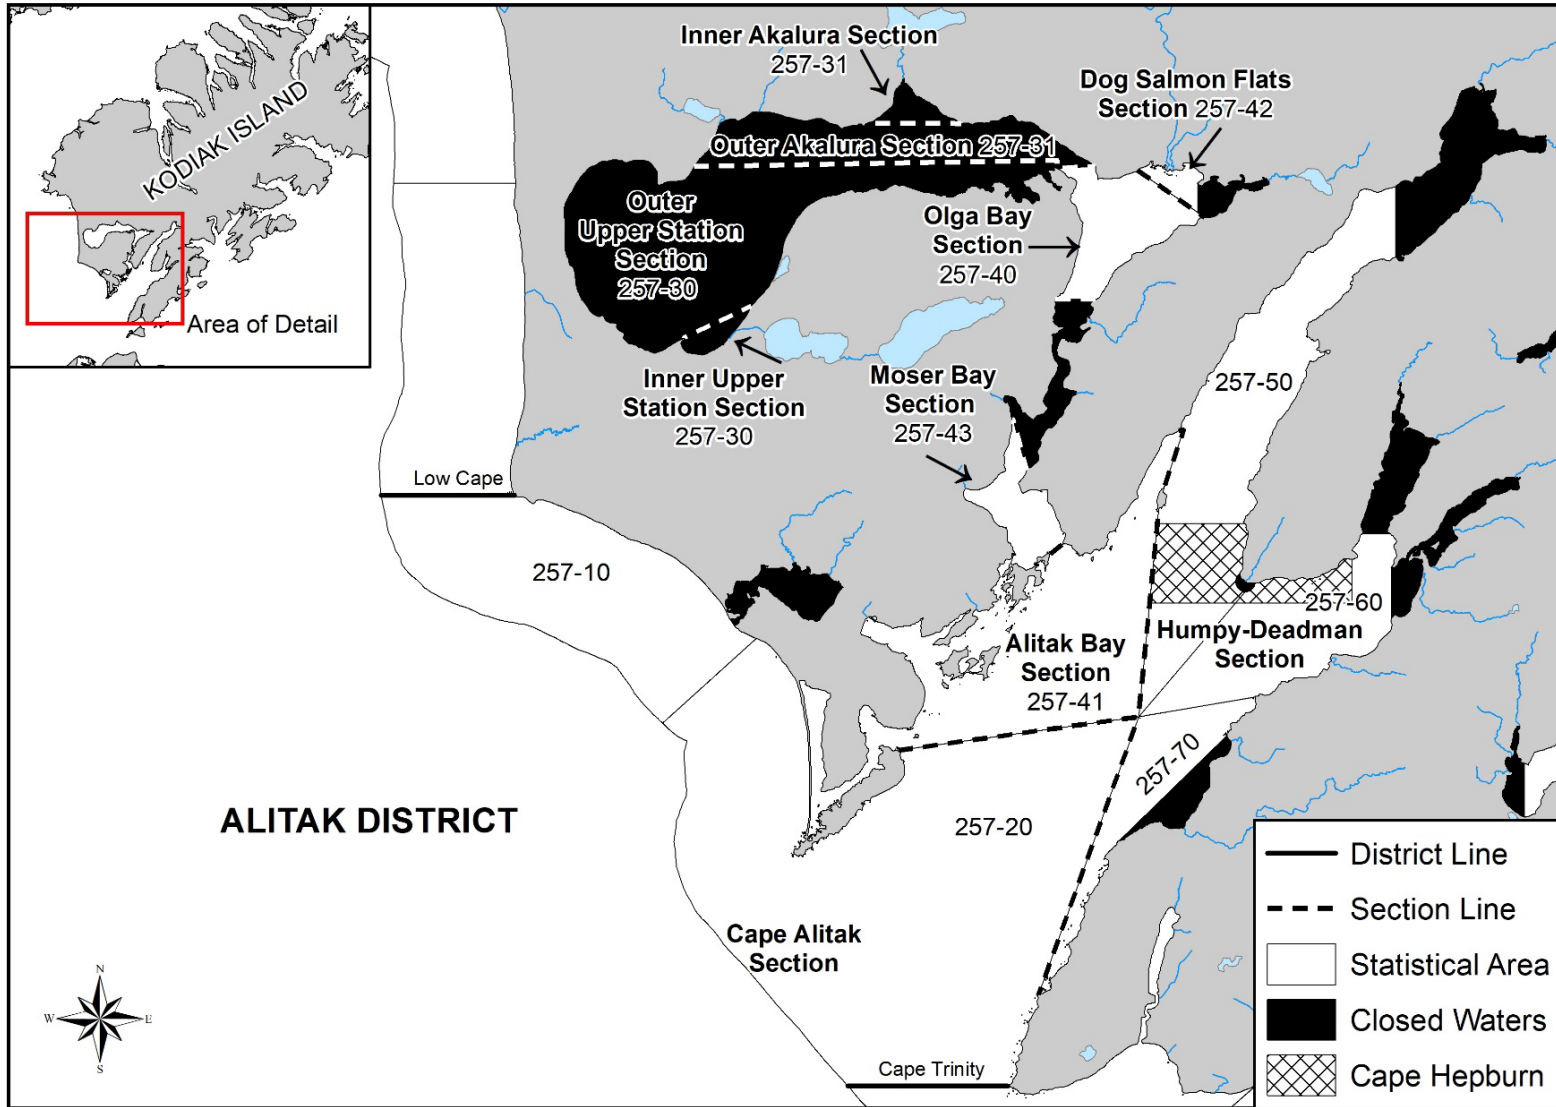 KODIAK ISLAND
Area of Detail
Inner Akalura Section
257-31
Dog Salmon Flats
Section 257-42
Outer Akalura Section 257-31
Outer
Upper Station
Section
257-30
Olga Bay
Section
257-40
Inner Upper
Station Section
257-30
Moser Bay
Section
257-43
257-50
Low Cape
257-10
257-60
Humpy-Deadman
Section
Alitak Bay
Section
257-41
257-70
ALITAK DISTRICT
257-20
Cape Alitak
Section
Cape Trinity
N
W
E
S
District Line
Section Line
Statistical Area
Closed Waters
Cape Hepburn